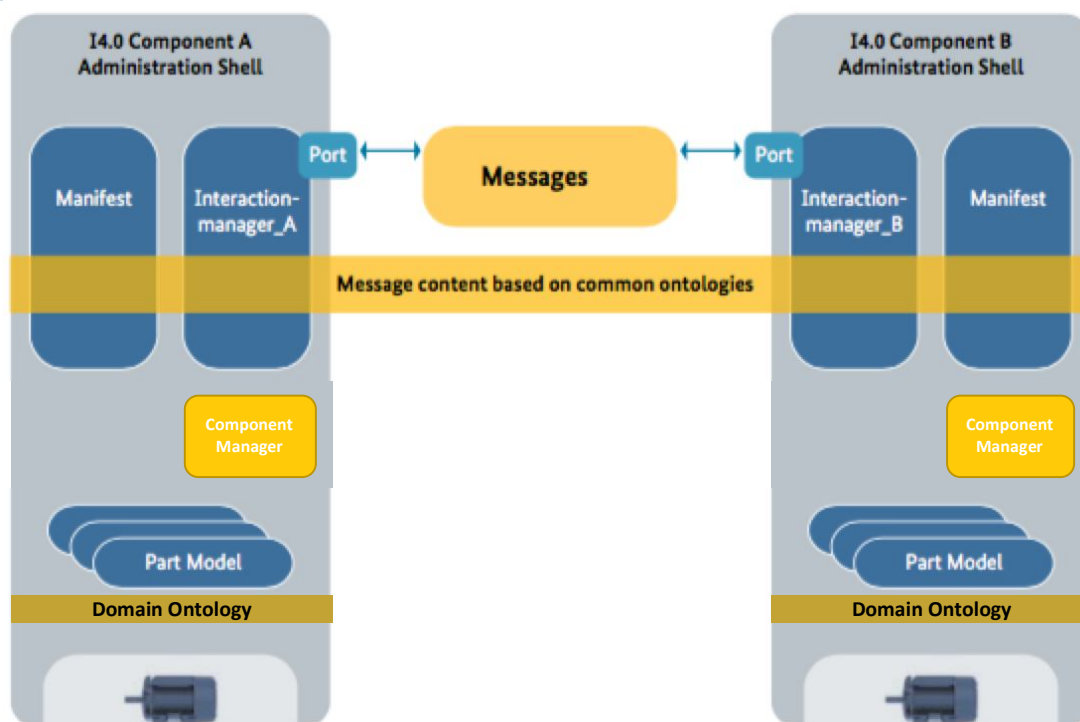 I4.0 Component A
Administration Shell
I4.0 Component B
Administration Shell
Manifest
Interaction-
manager_A
Port
Messages
Port
Interaction-
manager_B
Manifest
Message content based on common ontologies
Component
Manager
Component
Manager
Part Model
Part Model
Domain Ontology
Domain Ontology